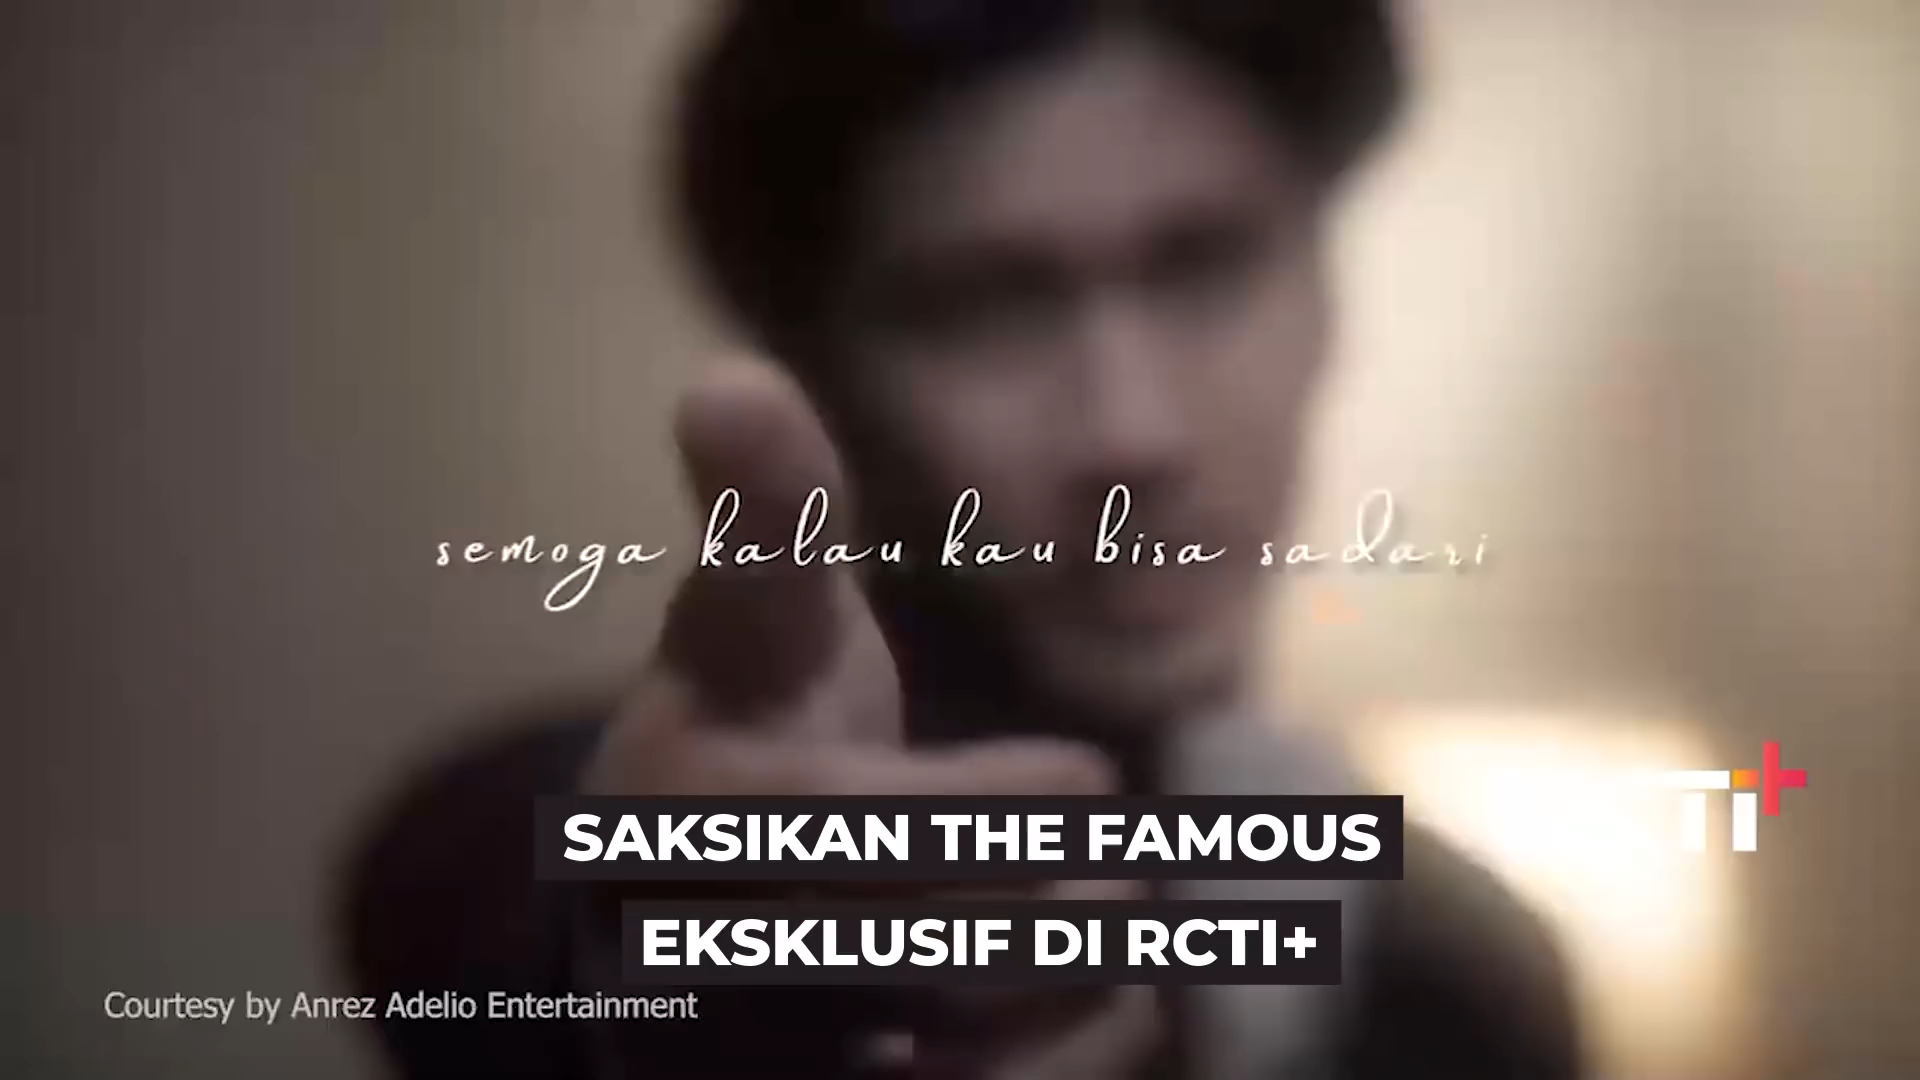 semoga kalau kau bisa sadari
SAKSIKAN THE FAMOUS
EKSKLUSIF DI RCTI+
Courtesy by Anrez Adelio Entertainment